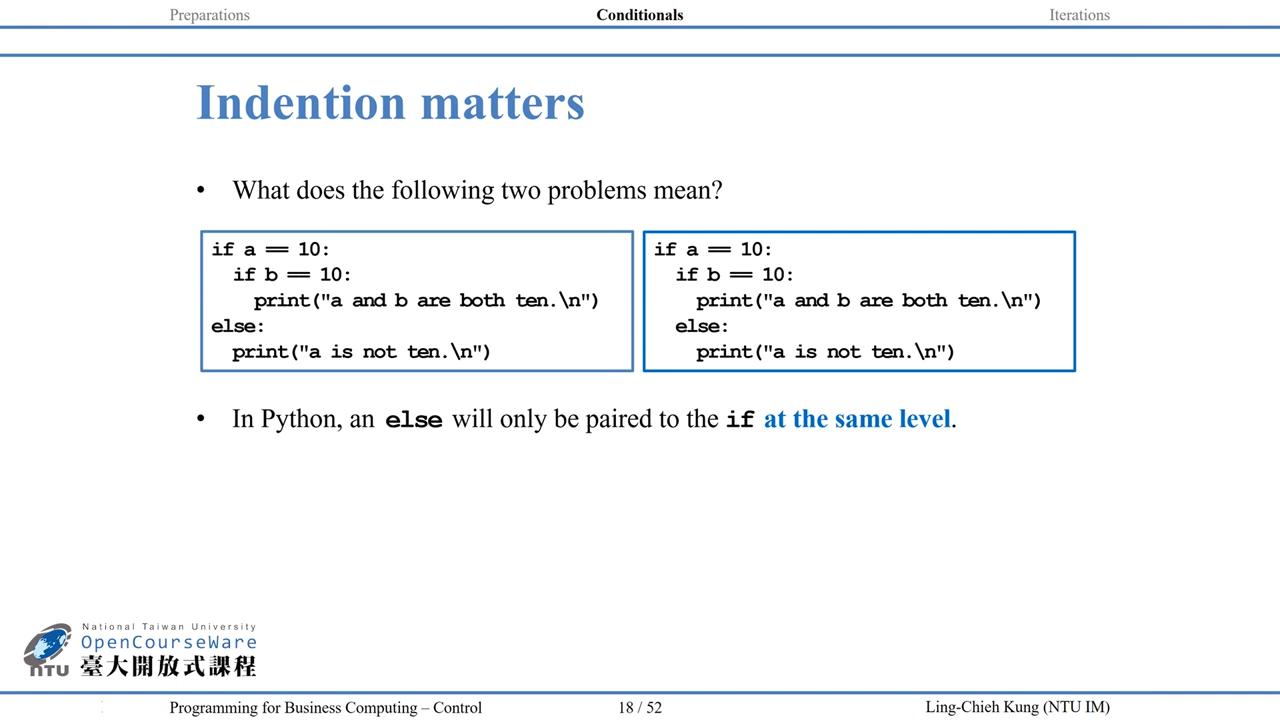 Preparations Conditionals Iterations
Indention matters
• What does the following two problems mean?
if a == 10:
  if b == 10:
    print("a and b are both ten.\n")
else:
  print("a is not ten.\n")
if a == 10:
  if b == 10:
    print("a and b are both ten.\n")
  else:
    print("a is not ten.\n")
• In Python, an else will only be paired to the if at the same level.
National Taiwan University
OpenCourseWare
NTU 臺大開放式課程
Programming for Business Computing – Control 18 / 52 Ling-Chieh Kung (NTU IM)